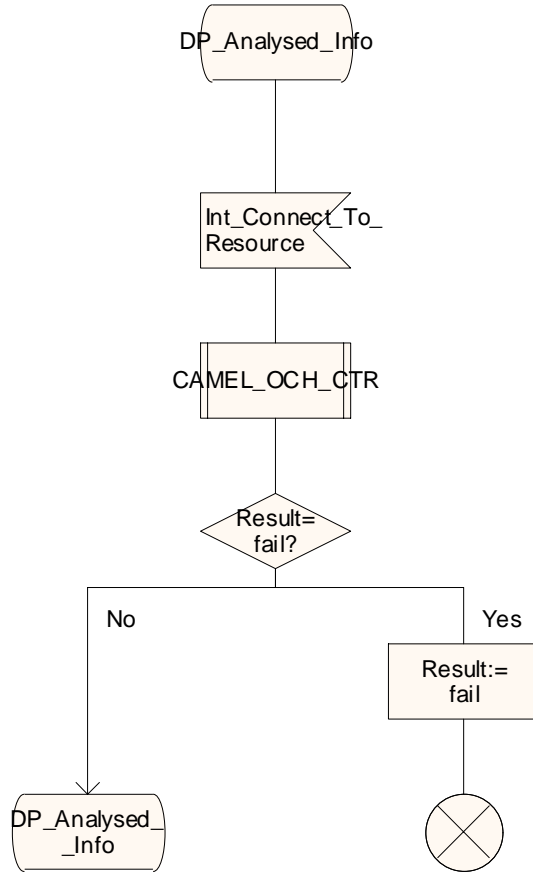 DP_Analysed_Info
Int_Connect_To_
Resource
CAMEL_OCH_CTR
Result=
fail?
No
Yes
Result:=
fail
DP_Analysed_
_Info